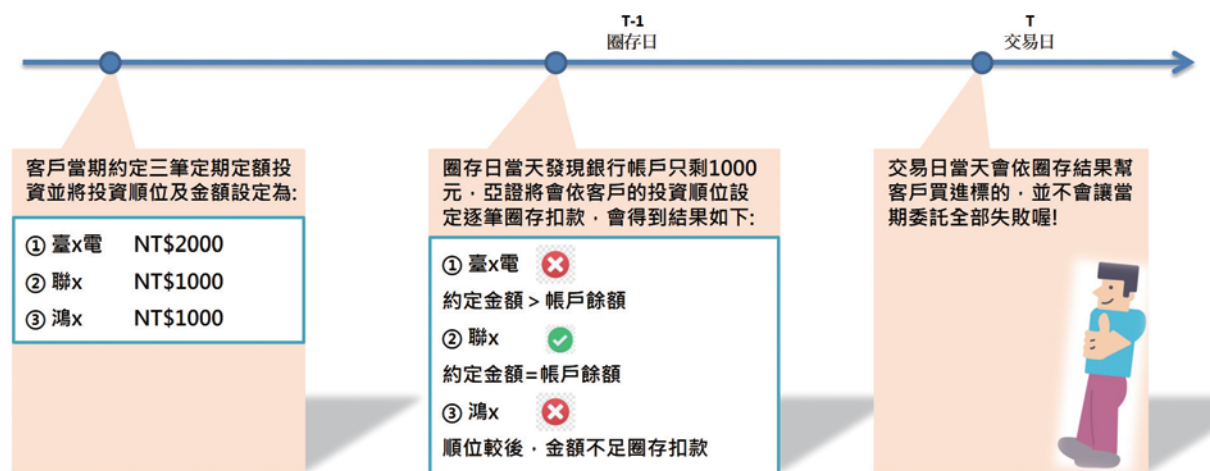 T-1
圈存日
T
交易日
客戶當期約定三筆定期定額投
資並將投資順位及金額設定為:
① 臺x電 NT$2000
② 聯x NT$1000
③ 鴻x NT$1000
圈存日當天發現銀行帳戶只剩1000
元，亞證將會依客戶的投資順位設
定逐筆圈存扣款，會得到結果如下:
① 臺x電
約定金額 > 帳戶餘額
② 聯x
約定金額=帳戶餘額
③ 鴻x
順位較後，金額不足圈存扣款
交易日當天會依圈存結果幫
客戶買進標的，並不會讓當
期委託全部失敗喔!